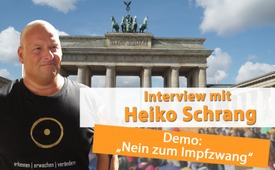 Interview mit
Heiko Schrang
Demo:
„Nein zum Impfzwang“
erkennen | erwachen | verändern